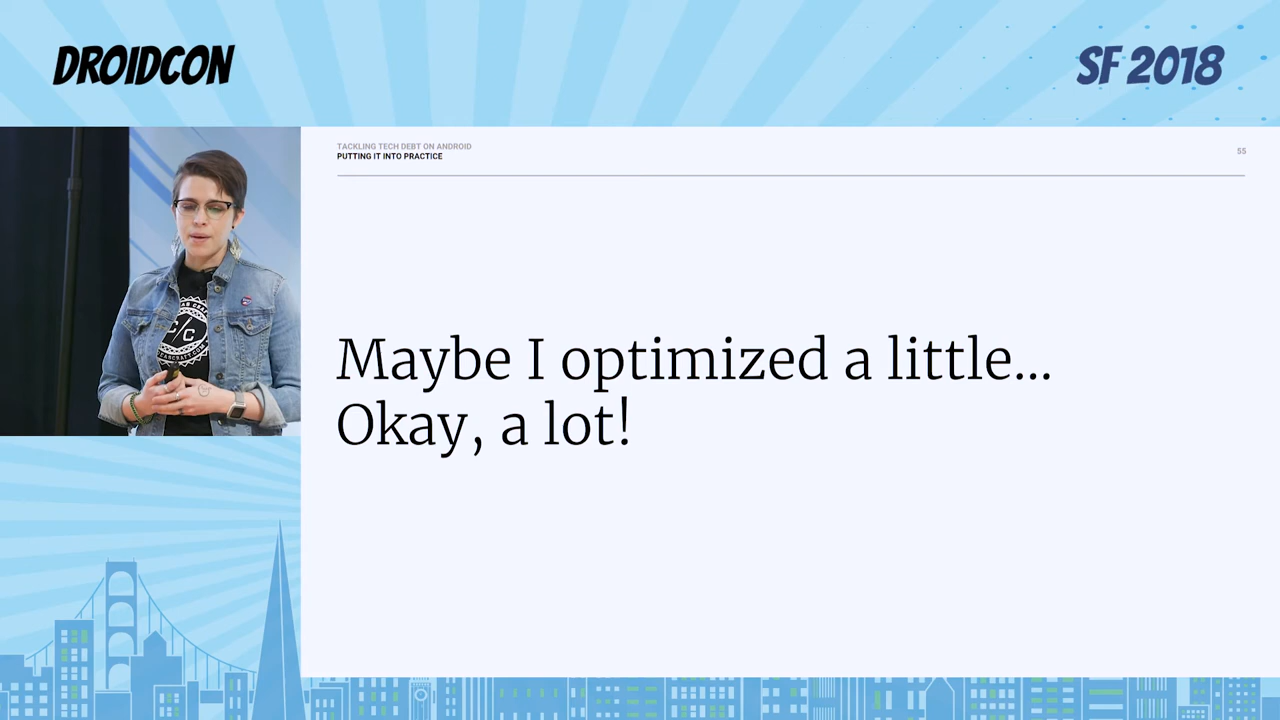 DROIDCON
SF 2018
TACKLING TECH DEBT ON ANDROID
PUTTING IT INTO PRACTICE
55
Maybe I optimized a little...
Okay, a lot!
C/C